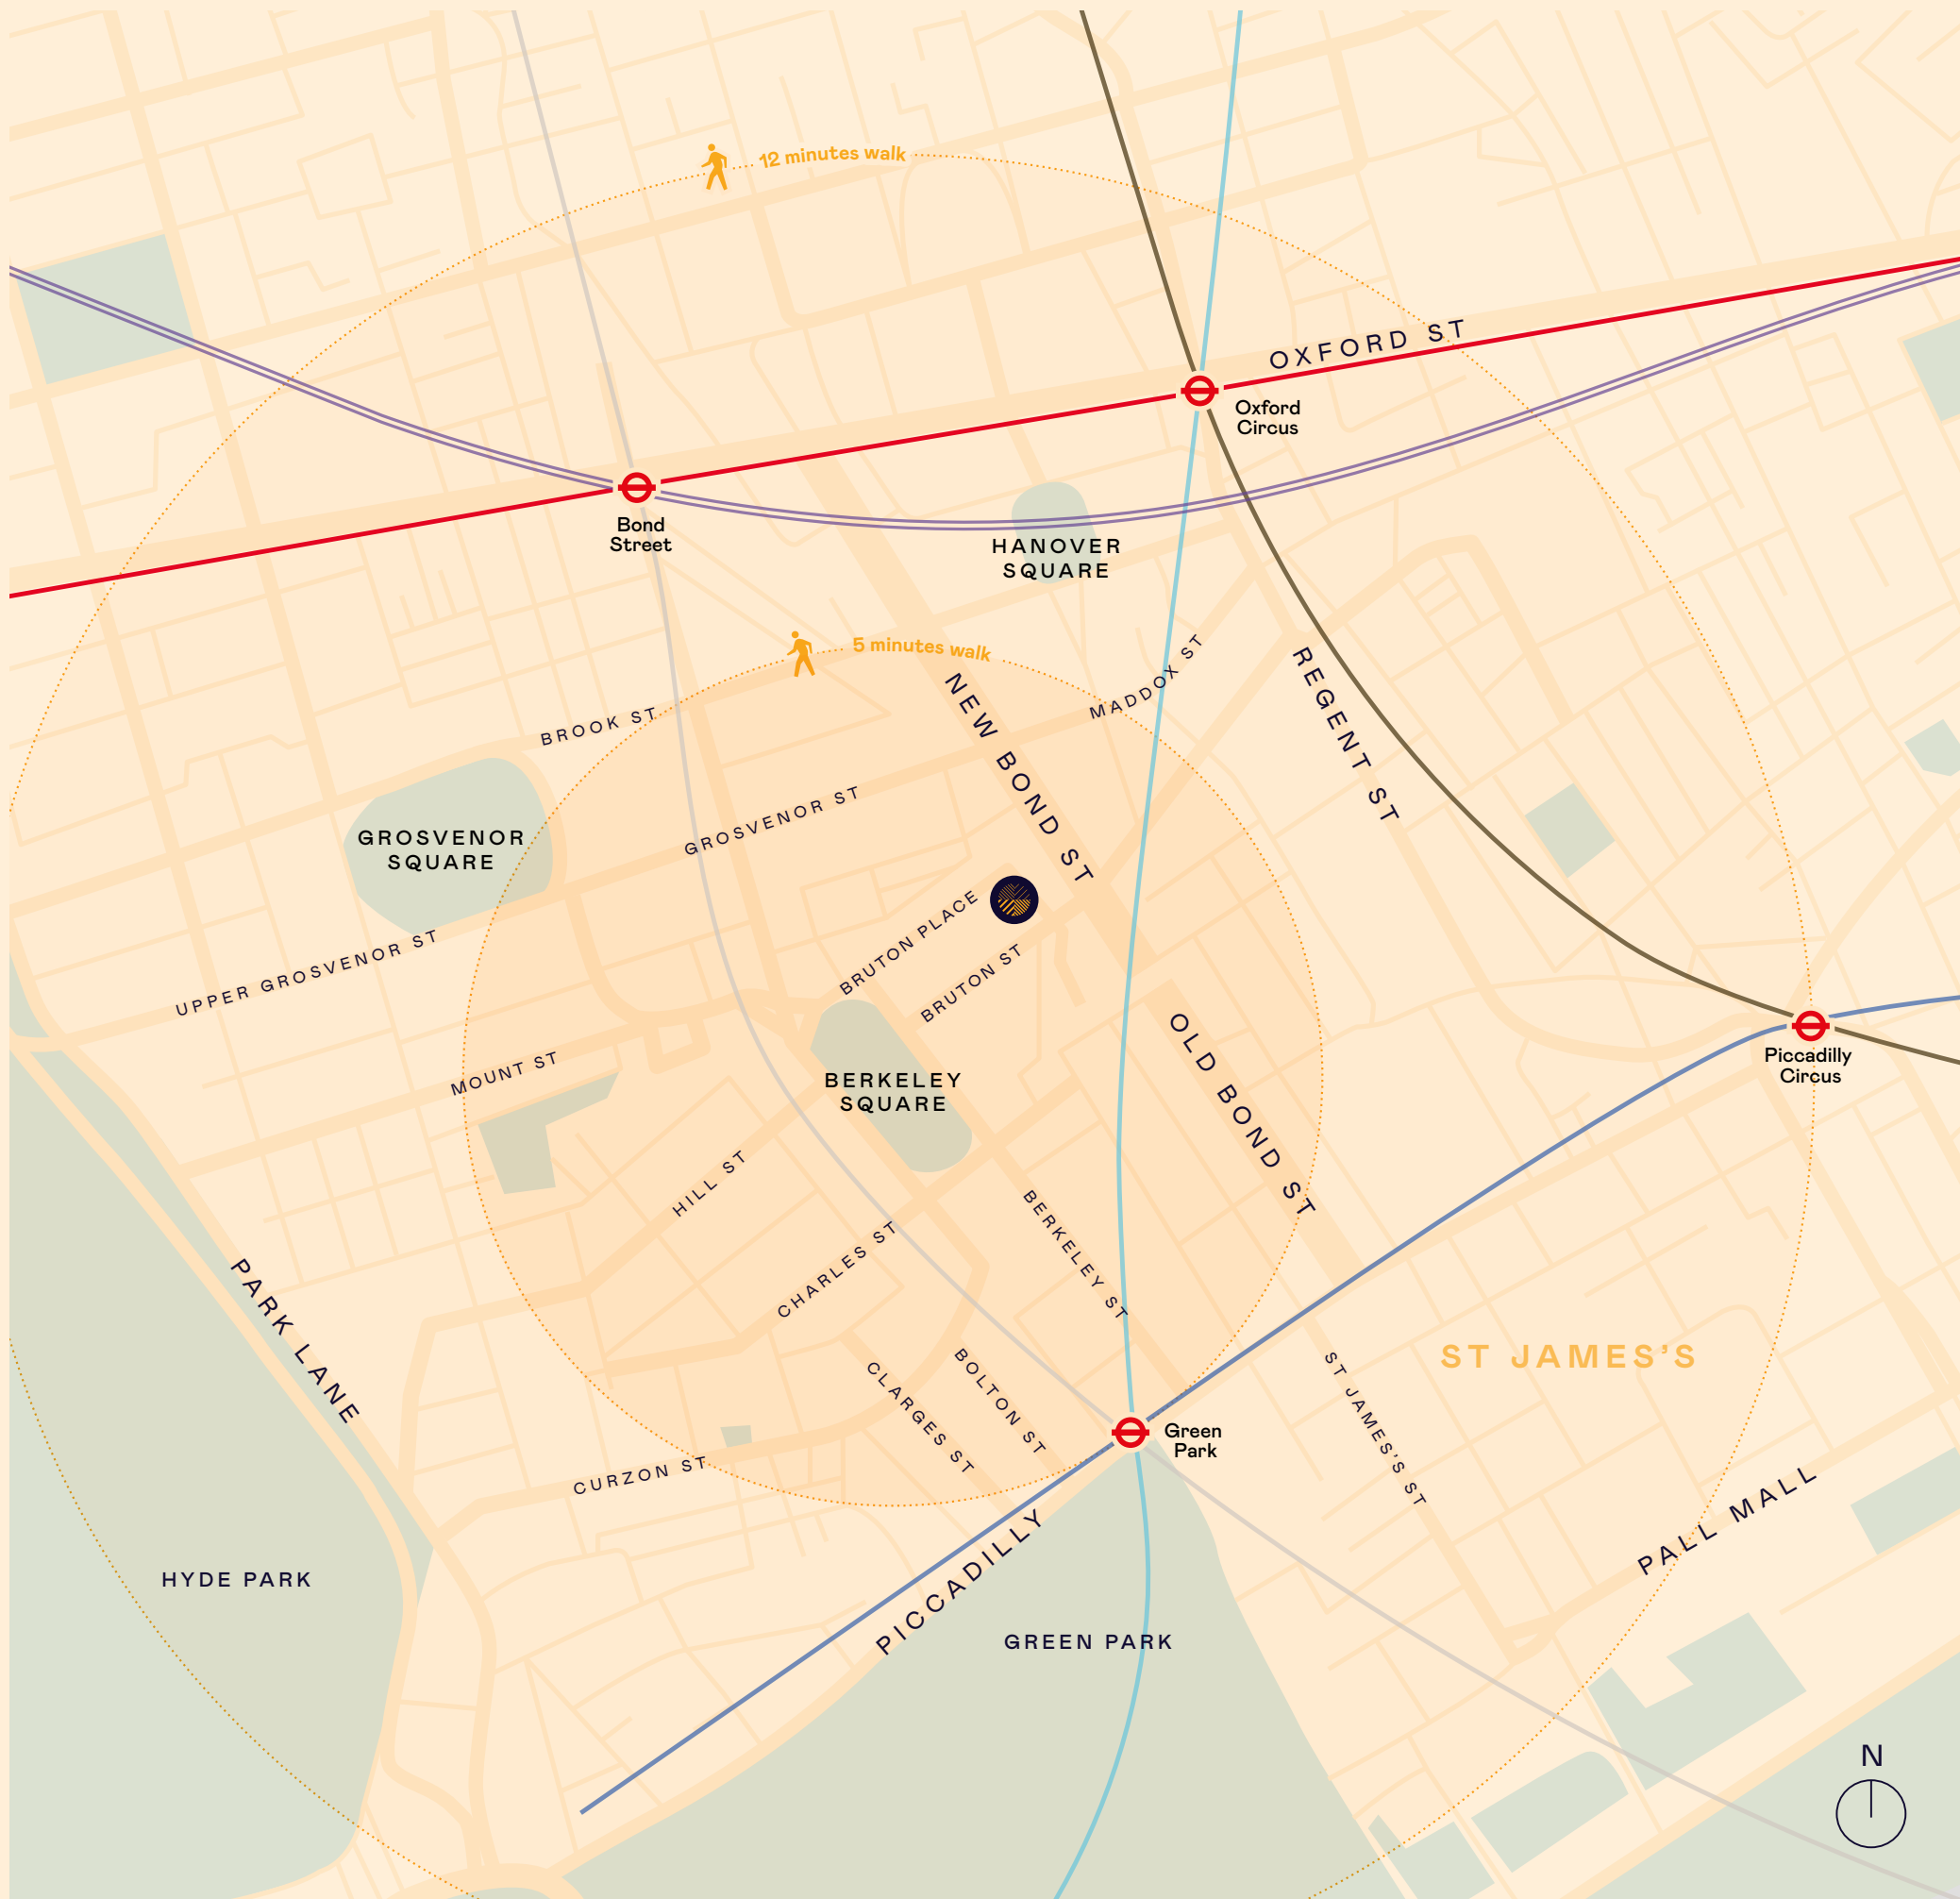 12 minutes walk
OXFORD ST
Oxford
Circus
Bond
Street
HANOVER
SQUARE
5 minutes walk
MADDOX ST
REGENT ST
NEW BOND ST
BROOK ST
GROSVENOR ST
GROSVENOR
SQUARE
BRUTON PLACE
BRUTON ST
UPPER GROSVENOR ST
MOUNT ST
BERKELEY
SQUARE
OLD BOND ST
Piccadilly
Circus
HILL ST
CHARLES ST
BERKELEY ST
PARK LANE
CLARGES ST
BOLTON ST
ST JAMES'S ST
ST JAMES’S
Green
Park
CURZON ST
PICCADILLY
PALL MALL
HYDE PARK
GREEN PARK
N